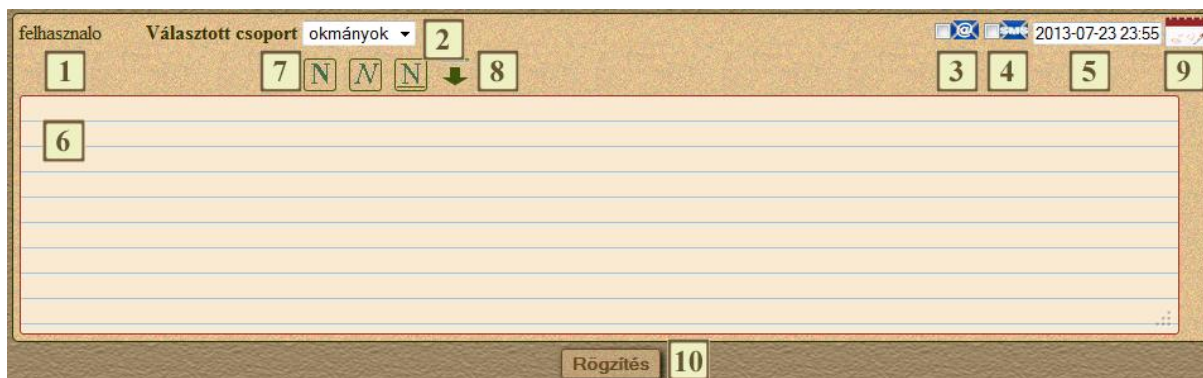 felhasznalo Választott csoport okmányok 2 @ SMS 2013-07-23 23:55
1 7 N N N 8 3 4 5 9
6
Rögzítés 10